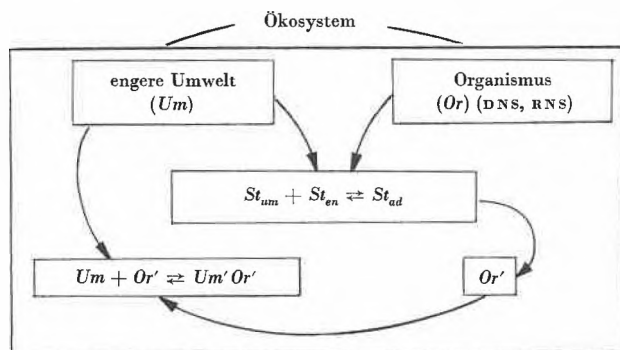 Ökosystem
engere Umwelt
(Um)
Organismus
(Or) (DNS, RNS)
St_um + St_en ⇄ St_ad
Um + Or′ ⇄ Um′ Or′
Or′